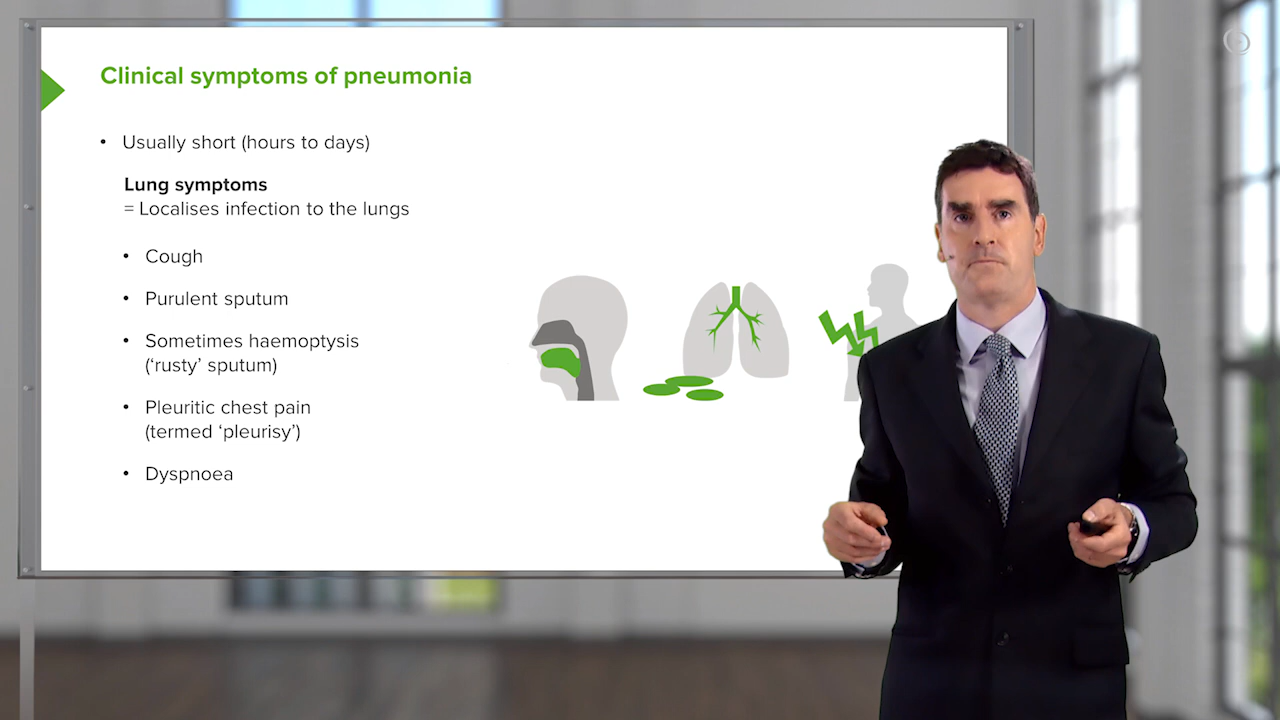 Clinical symptoms of pneumonia
• Usually short (hours to days)
Lung symptoms
= Localises infection to the lungs
• Cough
• Purulent sputum
• Sometimes haemoptysis
(‘rusty’ sputum)
• Pleuritic chest pain
(termed ‘pleurisy’)
• Dyspnoea